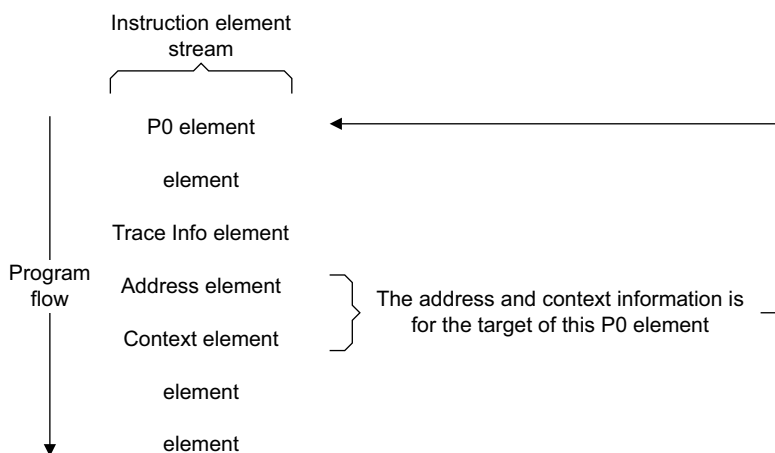 Instruction element
stream
P0 element
element
Trace Info element
Program
flow
Address element
Context element
The address and context information is
for the target of this P0 element
element
element